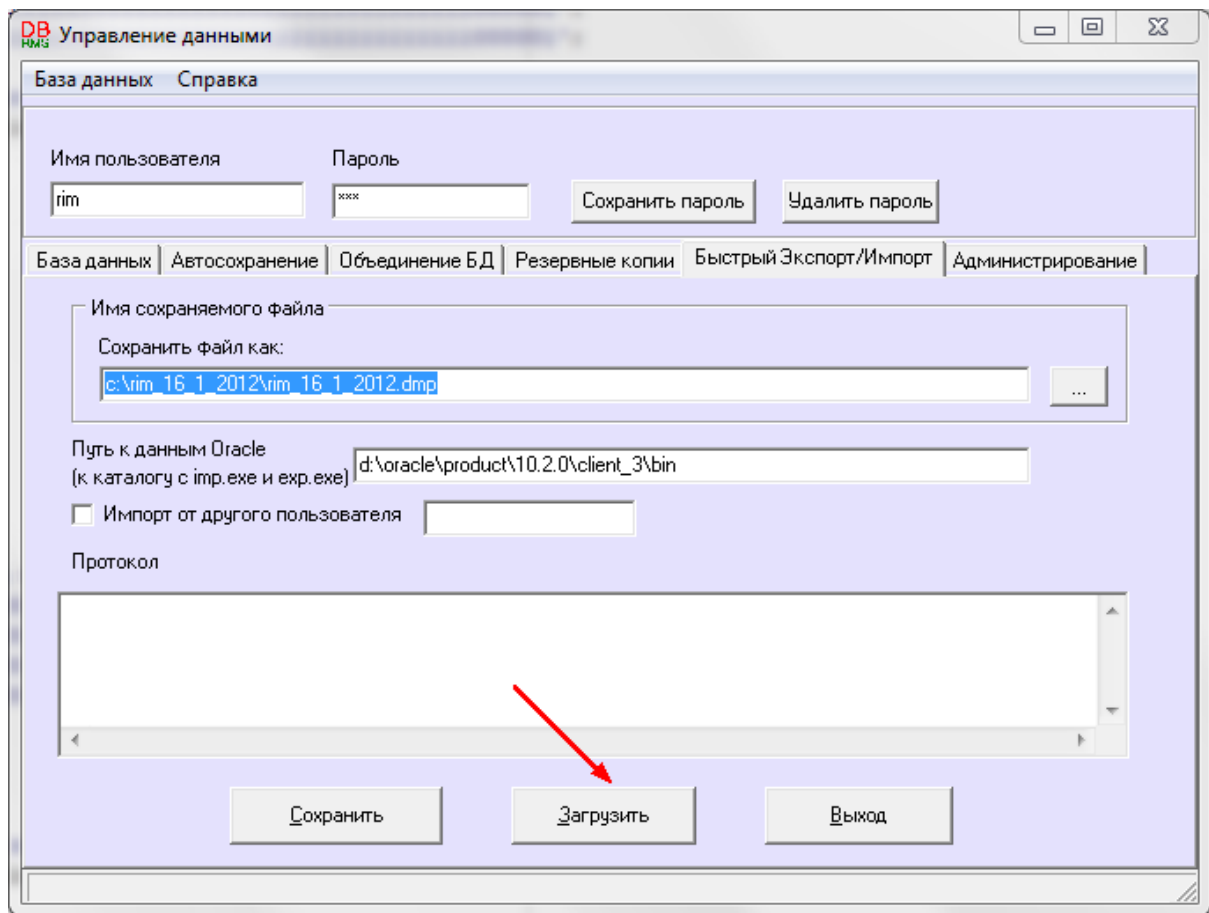 DB
RMS
Управление данными
База данных Справка
Имя пользователя Пароль
rim *** Сохранить пароль Удалить пароль
База данных Автосохранение Объединение БД Резервные копии Быстрый Экспорт/Импорт Администрирование
Имя сохраняемого файла
Сохранить файл как:
c:\rim_16_1_2012\rim_16_1_2012.dmp ...
Путь к данным Oracle
(к каталогу с imp.exe и exp.exe) d:\oracle\product\10.2.0\client_3\bin
Импорт от другого пользователя
Протокол
Сохранить Загрузить Выход